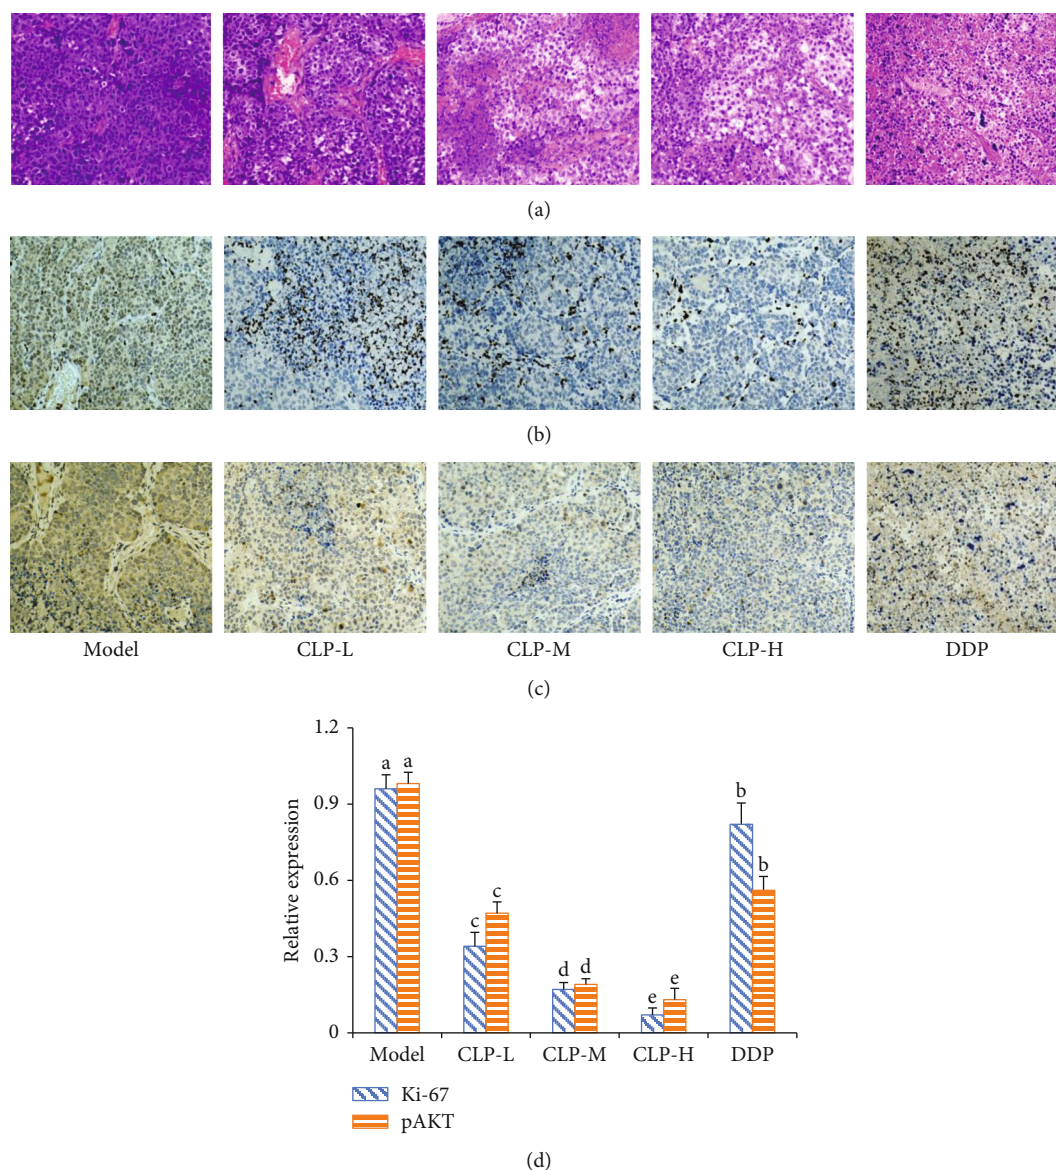 (a)
(b)
Model CLP-L CLP-M CLP-H DDP
(c)
1.2
0.9
0.6
0.3
0
Relative expression
a a
c c
d d
e e
b b
Model CLP-L CLP-M CLP-H DDP
Ki-67
pAKT
(d)